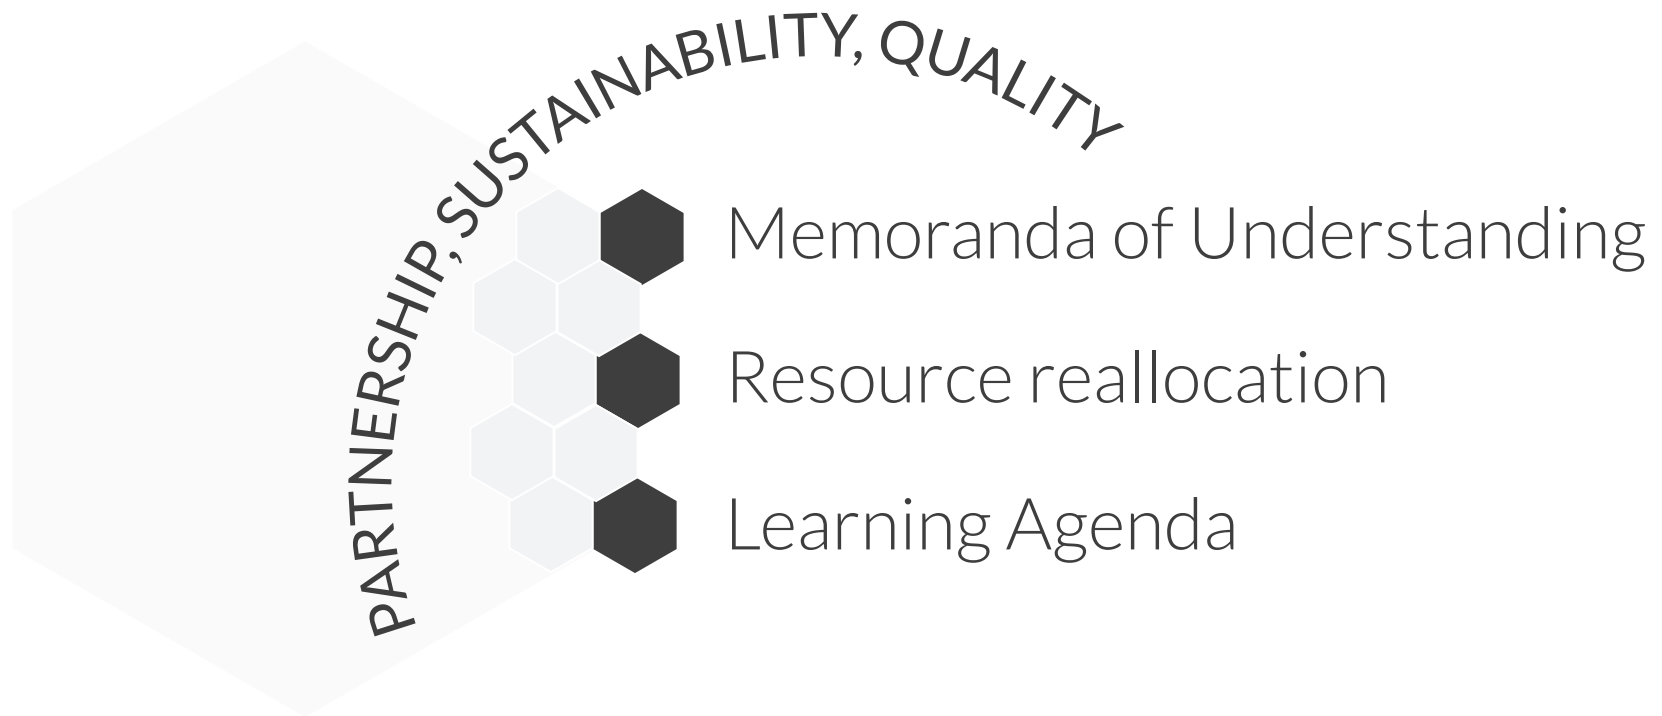 PARTNERSHIP, SUSTAINABILITY, QUALITY
Memoranda of Understanding
Resource reallocation
Learning Agenda